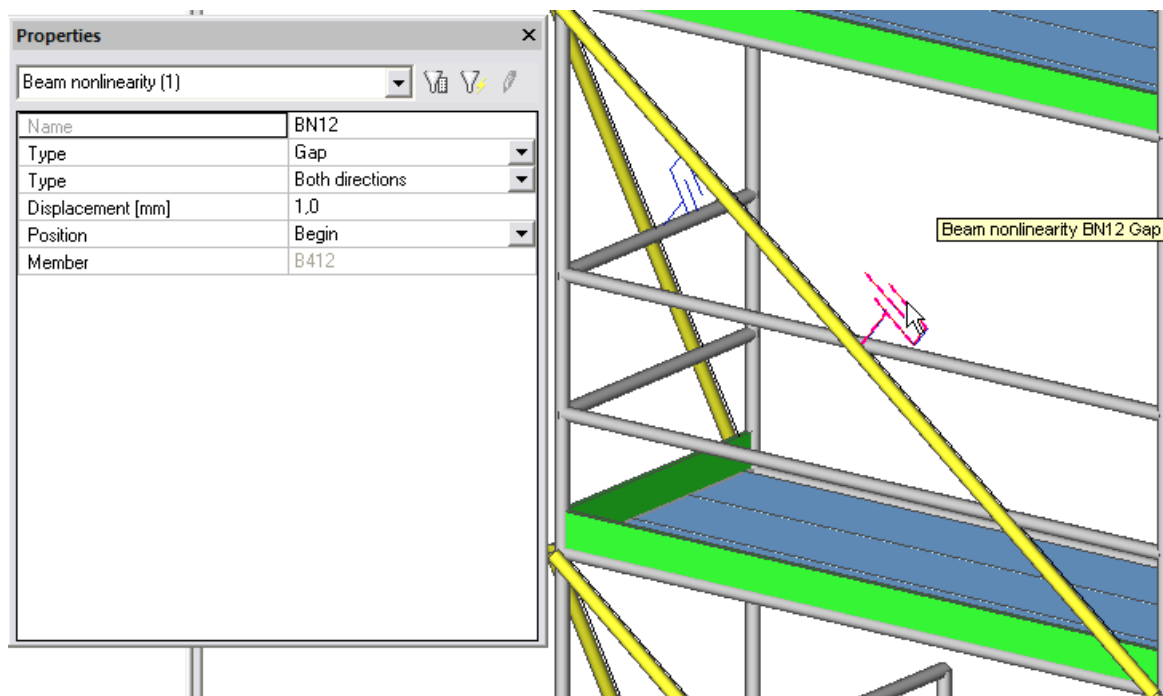 Properties
Beam nonlinearity (1)
Name BN12
Type Gap
Type Both directions
Displacement [mm] 1,0
Position Begin
Member B412
Beam nonlinearity BN12 Gap